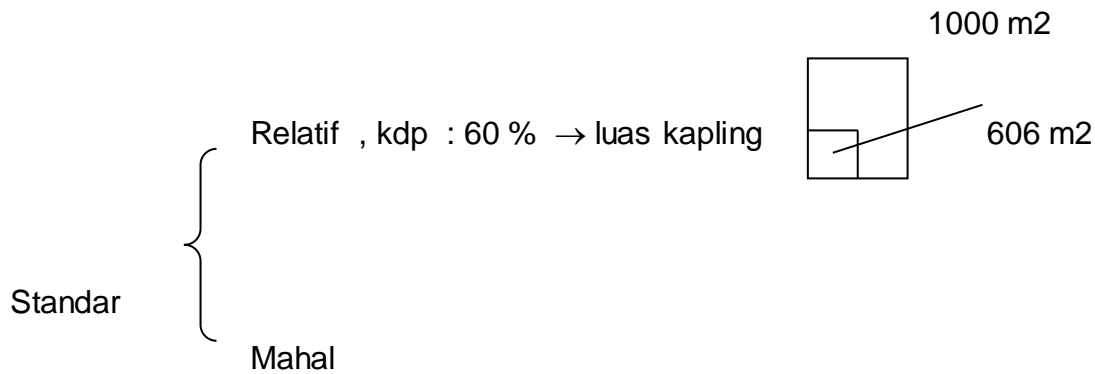 1000 m2
Relatif , kdp : 60 % → luas kapling 606 m2
Standar
Mahal